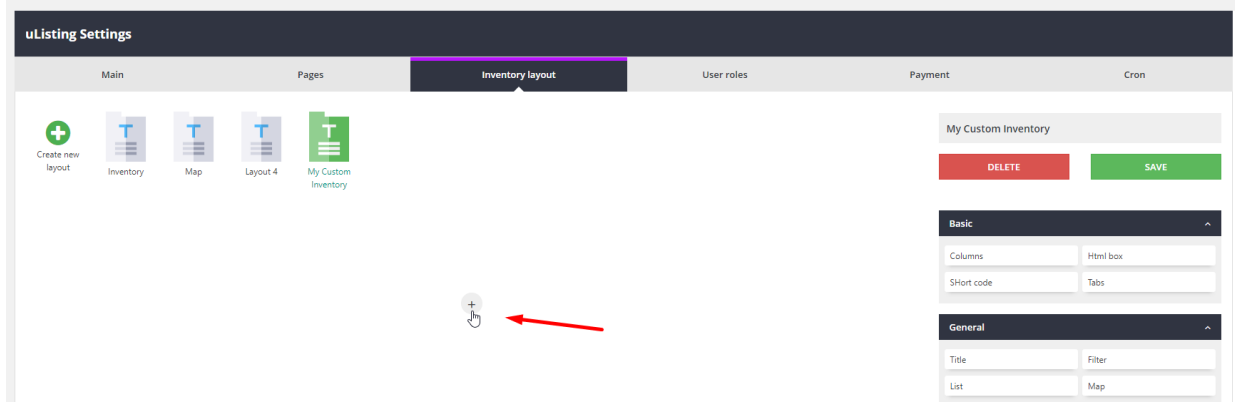 uListing Settings
Main Pages Inventory layout User roles Payment Cron
Create new
layout
Inventory
Map
Layout 4
My Custom
Inventory
My Custom Inventory
DELETE SAVE
Basic
Columns Html box
SHort code Tabs
General
Title Filter
List Map